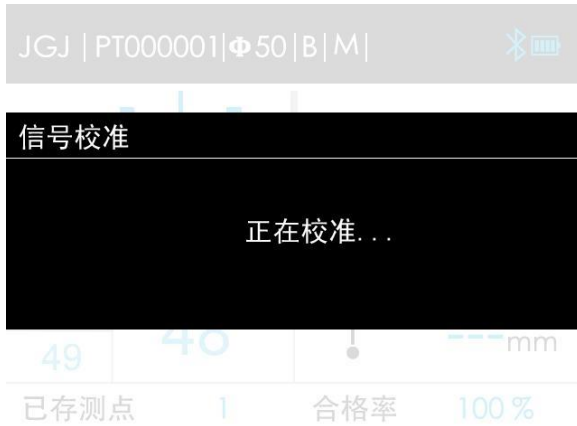 JGJ | PT000001|Φ50|B|M|
信号校准
正在校准...
49
48
---mm
已存测点 1 合格率 100 %